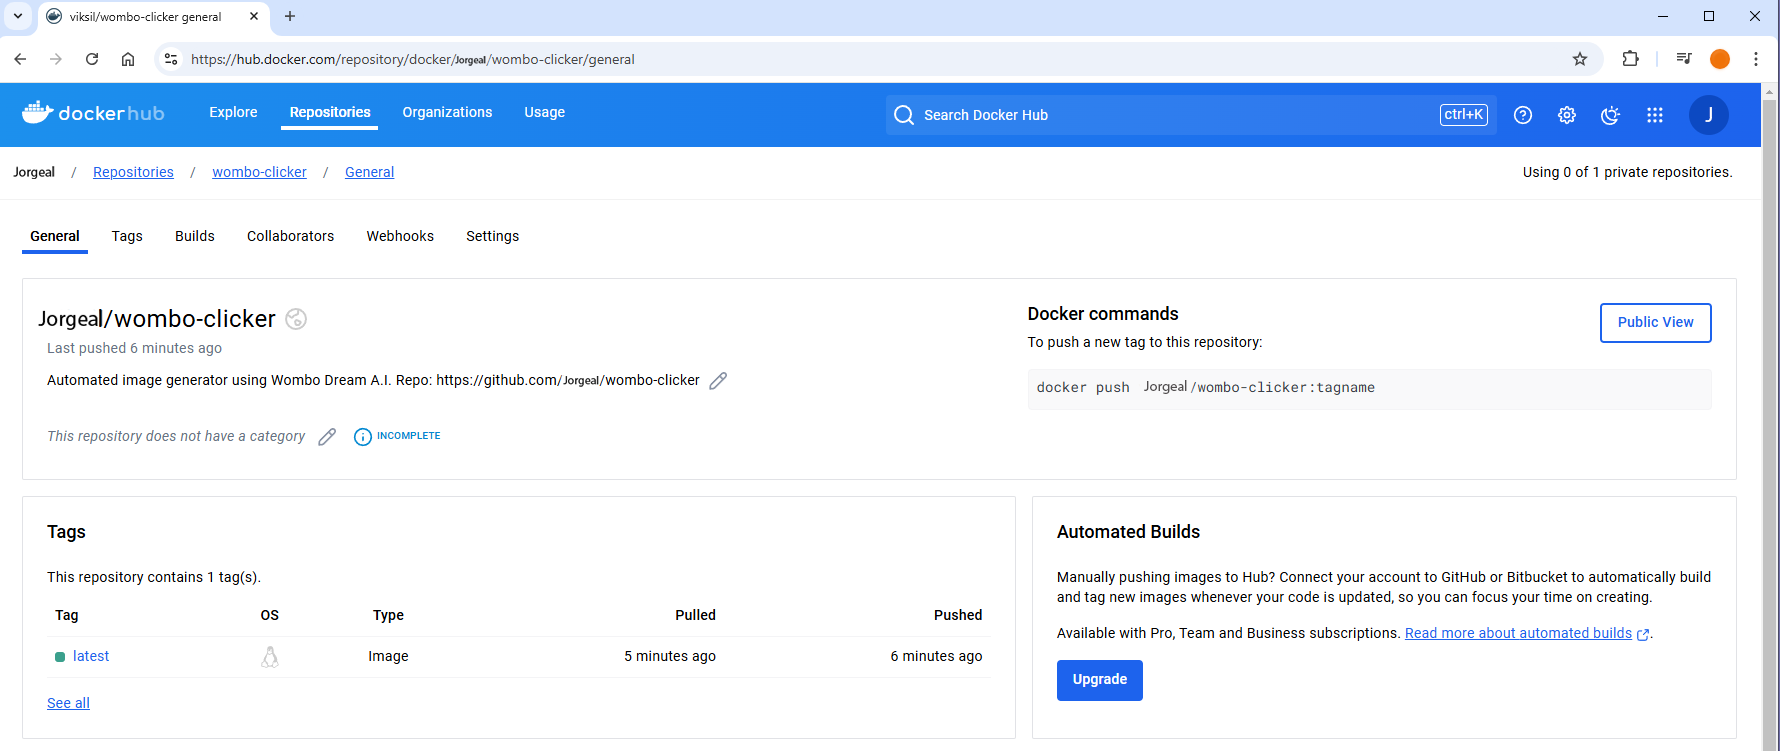 viksil/wombo-clicker general
https://hub.docker.com/repository/docker/Jorgeal/wombo-clicker/general
dockerhub
Explore
Repositories
Organizations
Usage
Search Docker Hub
ctrl+K
J
Jorgeal / Repositories / wombo-clicker / General
Using 0 of 1 private repositories.
General
Tags
Builds
Collaborators
Webhooks
Settings
Jorgeal/wombo-clicker
Last pushed 6 minutes ago
Automated image generator using Wombo Dream A.I. Repo: https://github.com/Jorgeal/wombo-clicker
This repository does not have a category
INCOMPLETE
Docker commands
Public View
To push a new tag to this repository:
docker push Jorgeal/wombo-clicker:tagname
Tags
This repository contains 1 tag(s).
Tag OS Type Pulled Pushed
latest Image 5 minutes ago 6 minutes ago
See all
Automated Builds
Manually pushing images to Hub? Connect your account to GitHub or Bitbucket to automatically build
and tag new images whenever your code is updated, so you can focus your time on creating.
Available with Pro, Team and Business subscriptions. Read more about automated builds.
Upgrade